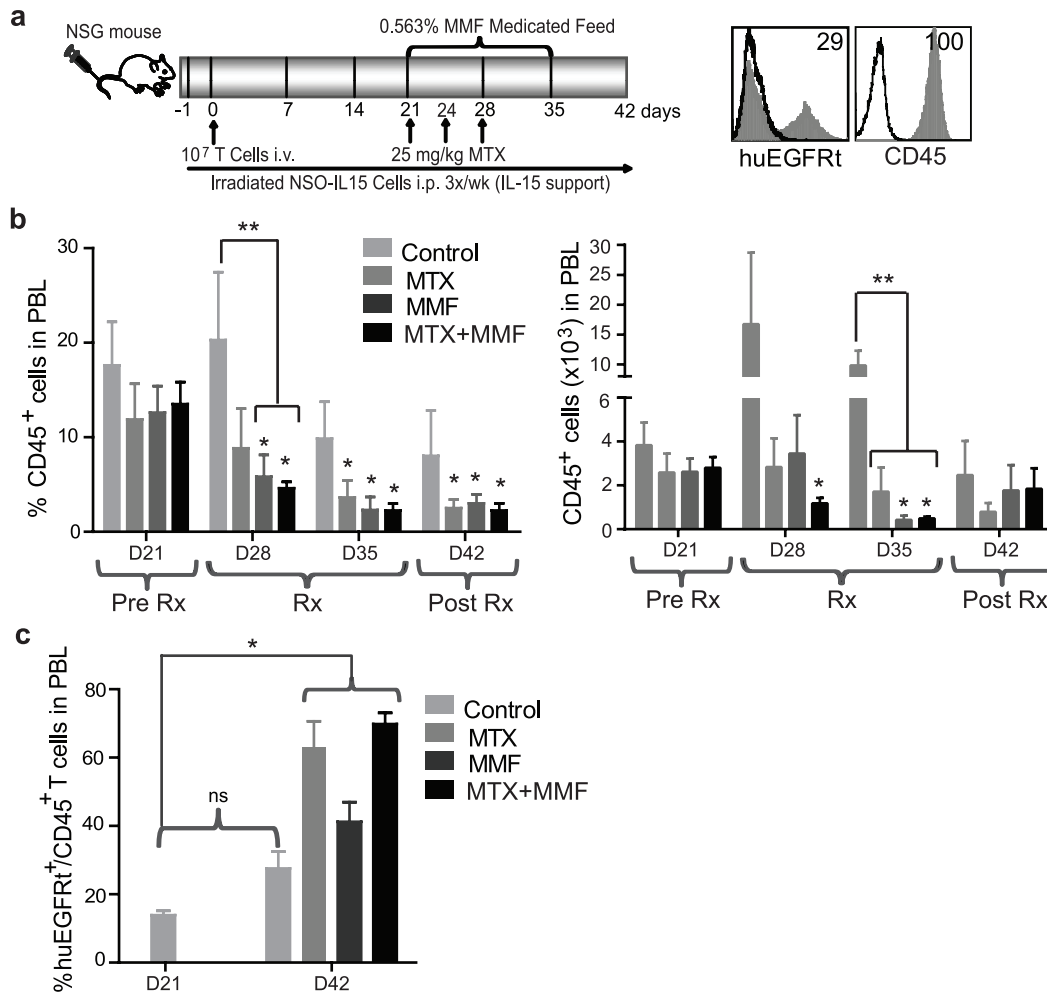 a
NSG mouse
0.563% MMF Medicated Feed
-1 0 7 14 21 24 28 35 42 days
10⁷ T Cells i.v.
25 mg/kg MTX
Irradiated NSO-IL15 Cells i.p. 3x/wk (IL-15 support)
29
100
huEGFRt
CD45
b
% CD45⁺ cells in PBL
30
20
10
0
**
Control
MTX
MMF
MTX+MMF
* *
* * *
* * *
D21 D28 D35 D42
Pre Rx Rx Post Rx
CD45⁺ cells (x10³) in PBL
30
25
20
15
10
6
4
2
0
**
*
* *
D21 D28 D35 D42
Pre Rx Rx Post Rx
c
%huEGFRt⁺/CD45⁺ T cells in PBL
80
60
40
20
0
*
ns
Control
MTX
MMF
MTX+MMF
D21 D42